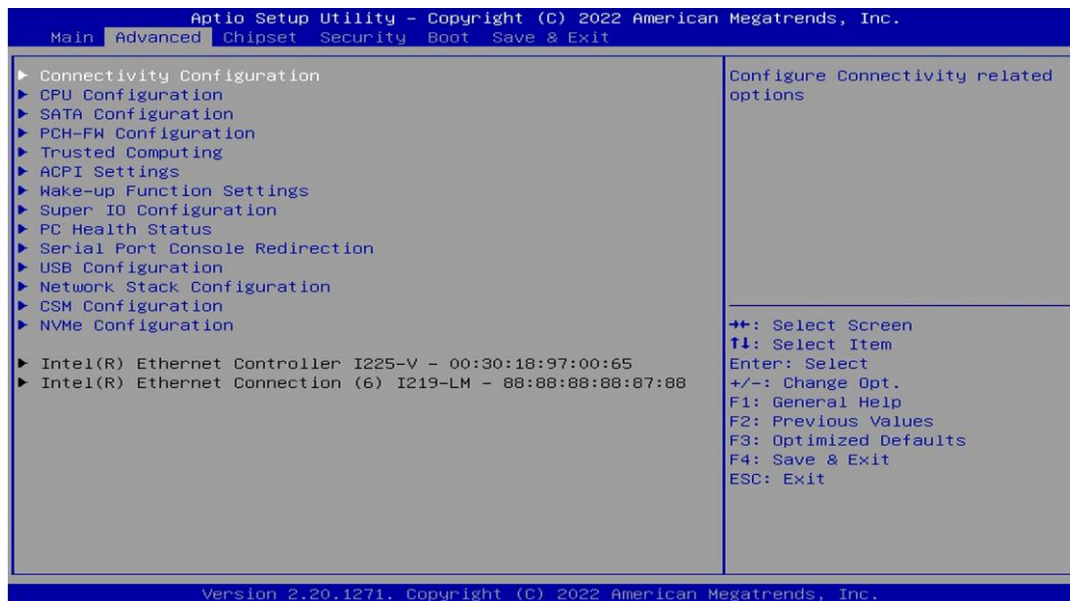 Aptio Setup Utility – Copyright (C) 2022 American Megatrends, Inc.
Main Advanced Chipset Security Boot Save & Exit
▶ Connectivity Configuration
▶ CPU Configuration
▶ SATA Configuration
▶ PCH-FW Configuration
▶ Trusted Computing
▶ ACPI Settings
▶ Wake-up Function Settings
▶ Super IO Configuration
▶ PC Health Status
▶ Serial Port Console Redirection
▶ USB Configuration
▶ Network Stack Configuration
▶ CSM Configuration
▶ NVMe Configuration
▶ Intel(R) Ethernet Controller I225-V – 00:30:18:97:00:65
▶ Intel(R) Ethernet Connection (6) I219-LM – 88:88:88:88:87:88
Configure Connectivity related
options
→←: Select Screen
↑↓: Select Item
Enter: Select
+/-: Change Opt.
F1: General Help
F2: Previous Values
F3: Optimized Defaults
F4: Save & Exit
ESC: Exit
Version 2.20.1271. Copyright (C) 2022 American Megatrends, Inc.